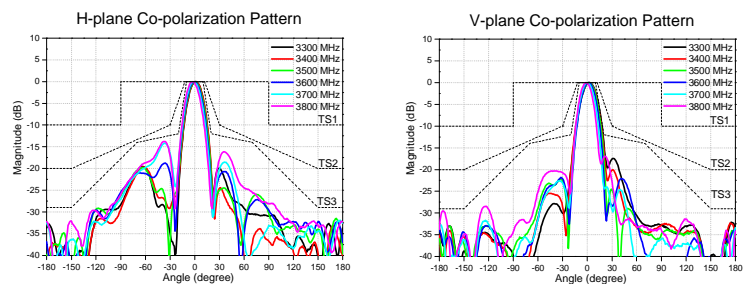 H-plane Co-polarization Pattern
10
5
0
-5
-10
-15
-20
-25
-30
-35
-40
Magnitude (dB)
3300 MHz
3400 MHz
3500 MHz
3600 MHz
3700 MHz
3800 MHz
TS1
TS2
TS3
-180 -150 -120 -90 -60 -30 0 30 60 90 120 150 180
Angle (degree)
V-plane Co-polarization Pattern
10
5
0
-5
-10
-15
-20
-25
-30
-35
-40
Magnitude (dB)
3300 MHz
3400 MHz
3500 MHz
3600 MHz
3700 MHz
3800 MHz
TS1
TS2
TS3
-180 -150 -120 -90 -60 -30 0 30 60 90 120 150 180
Angle (degree)